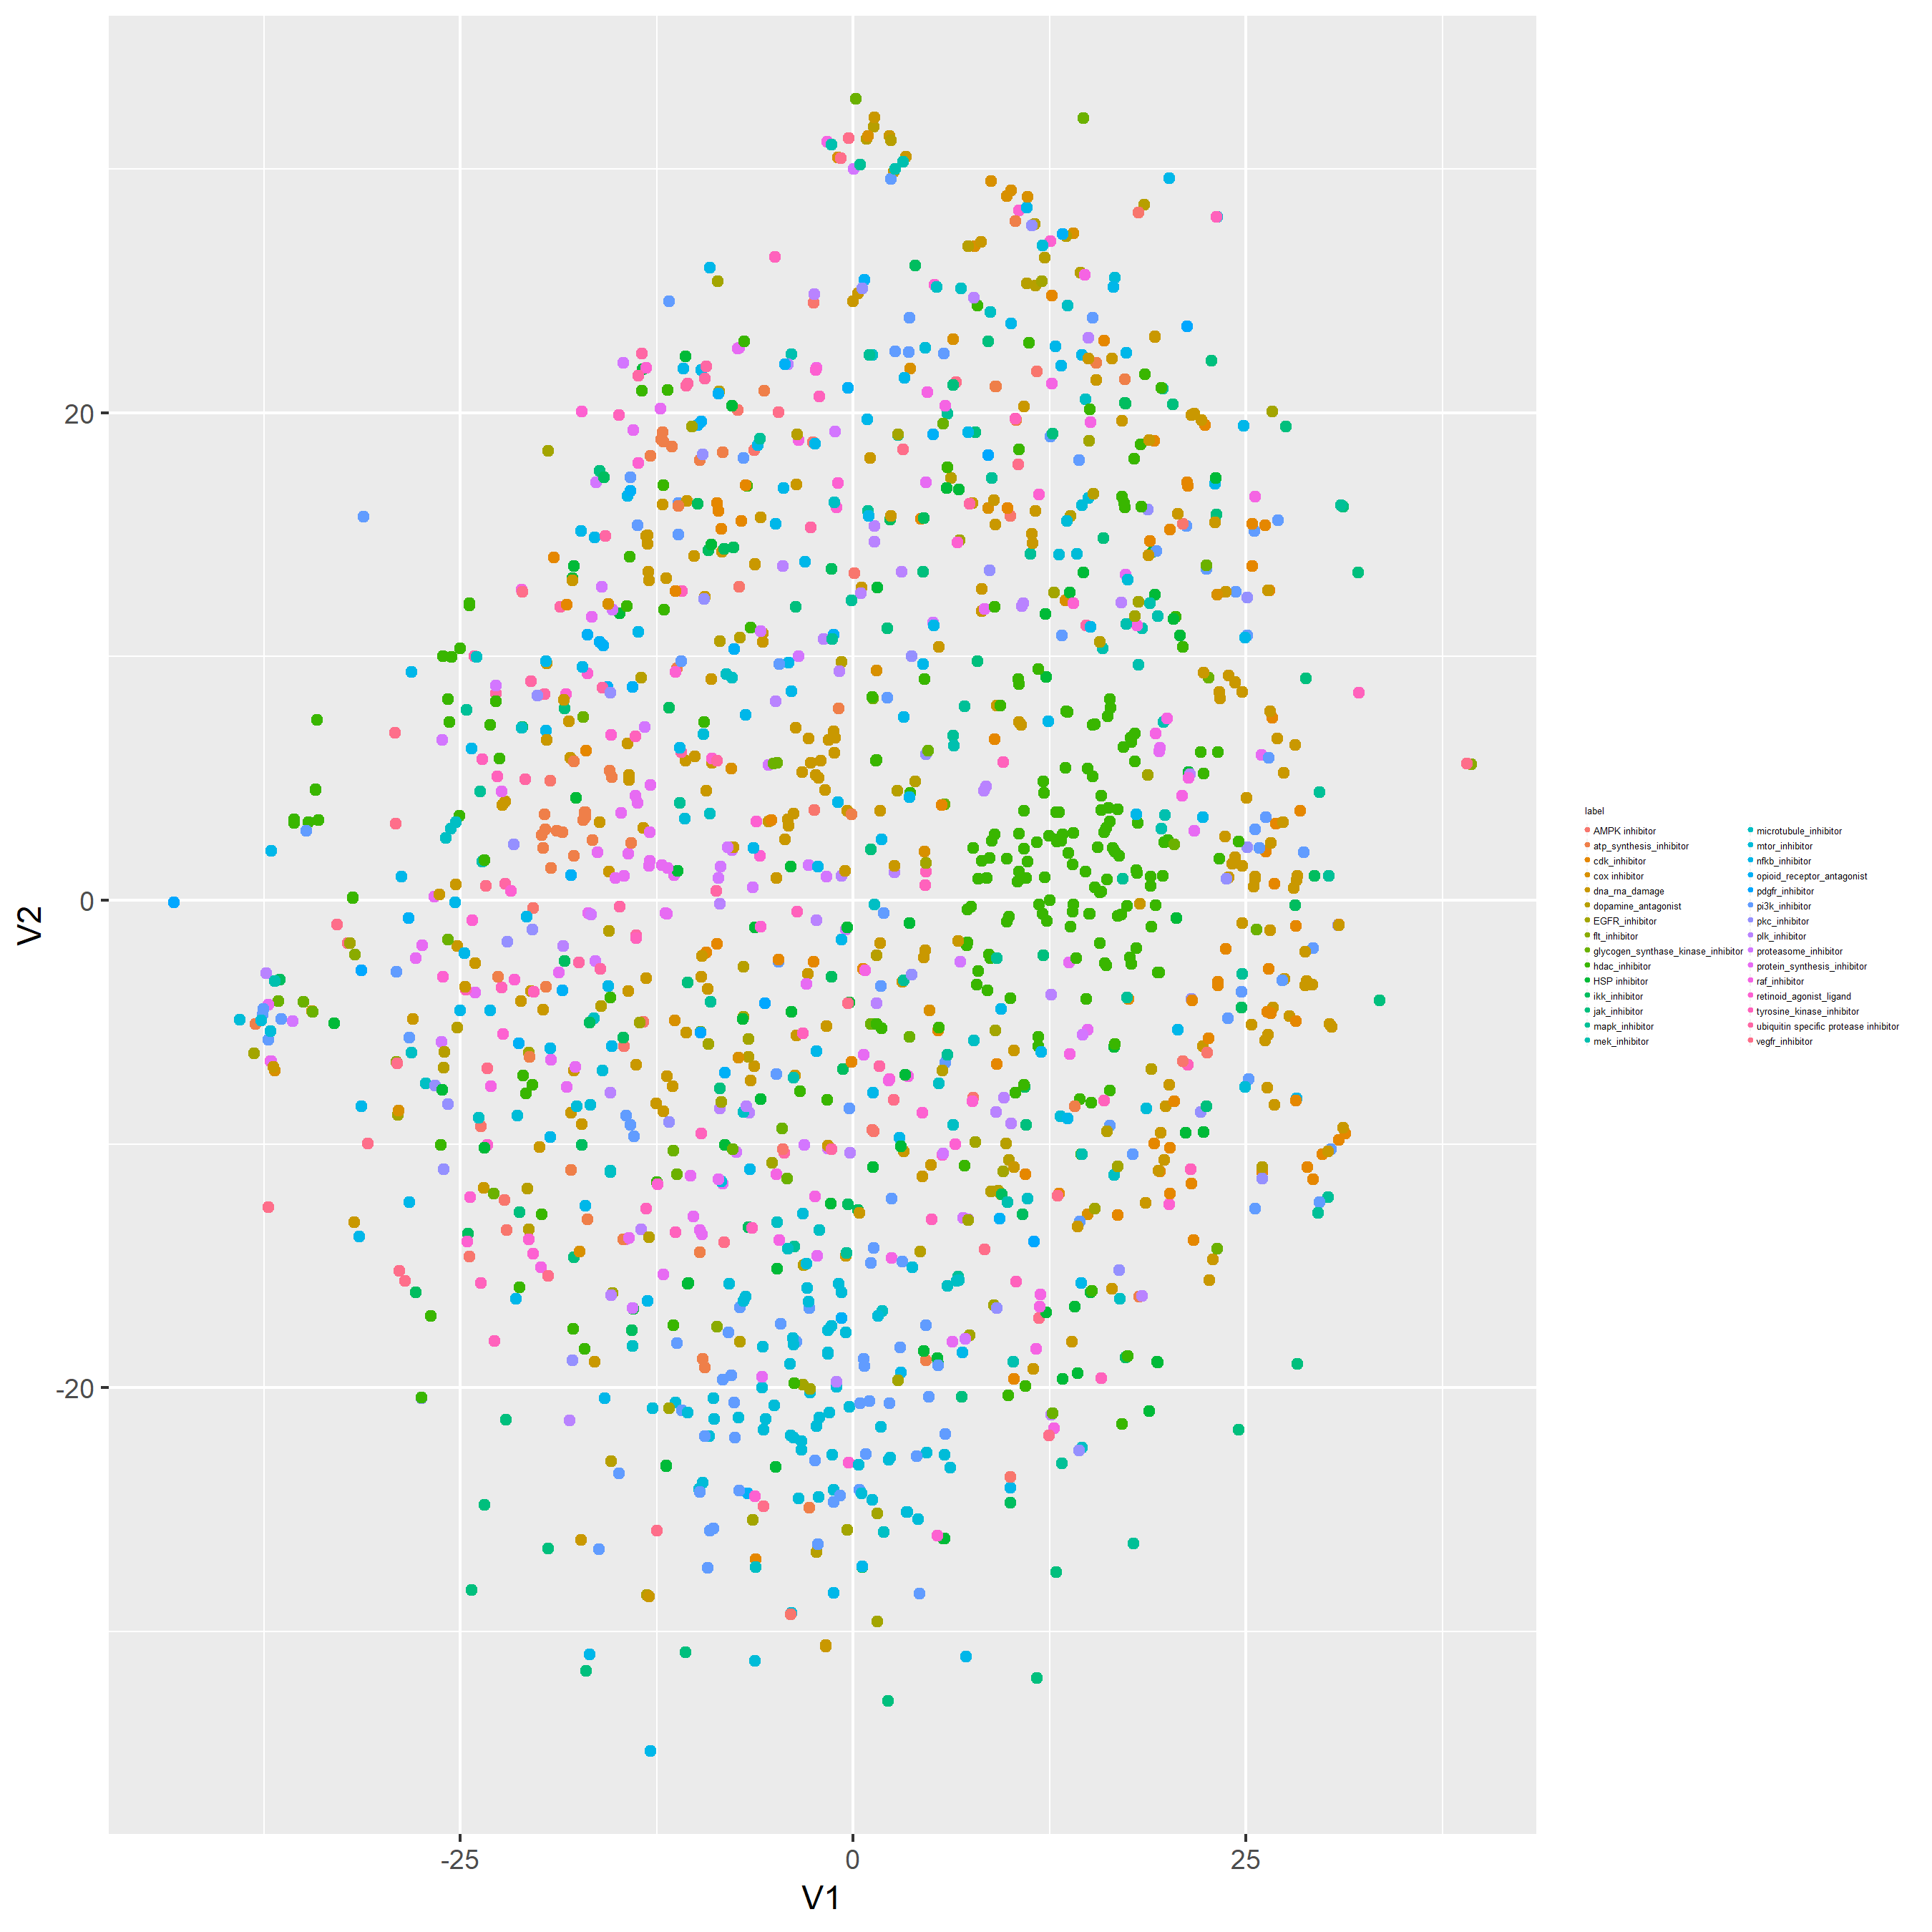 20
0
-20
V2
-25
0
25
V1
label
AMPK inhibitor
atp_synthesis_inhibitor
cdk_inhibitor
cox inhibitor
dna_rna_damage
dopamine_antagonist
EGFR_inhibitor
flt_inhibitor
glycogen_synthase_kinase_inhibitor
hdac_inhibitor
HSP inhibitor
ikk_inhibitor
jak_inhibitor
mapk_inhibitor
mek_inhibitor
microtubule_inhibitor
mtor_inhibitor
nfkb_inhibitor
opioid_receptor_antagonist
pdgfr_inhibitor
pi3k_inhibitor
pkc_inhibitor
plk_inhibitor
proteasome_inhibitor
protein_synthesis_inhibitor
raf_inhibitor
retinoid_agonist_ligand
tyrosine_kinase_inhibitor
ubiquitin specific protease inhibitor
vegfr_inhibitor